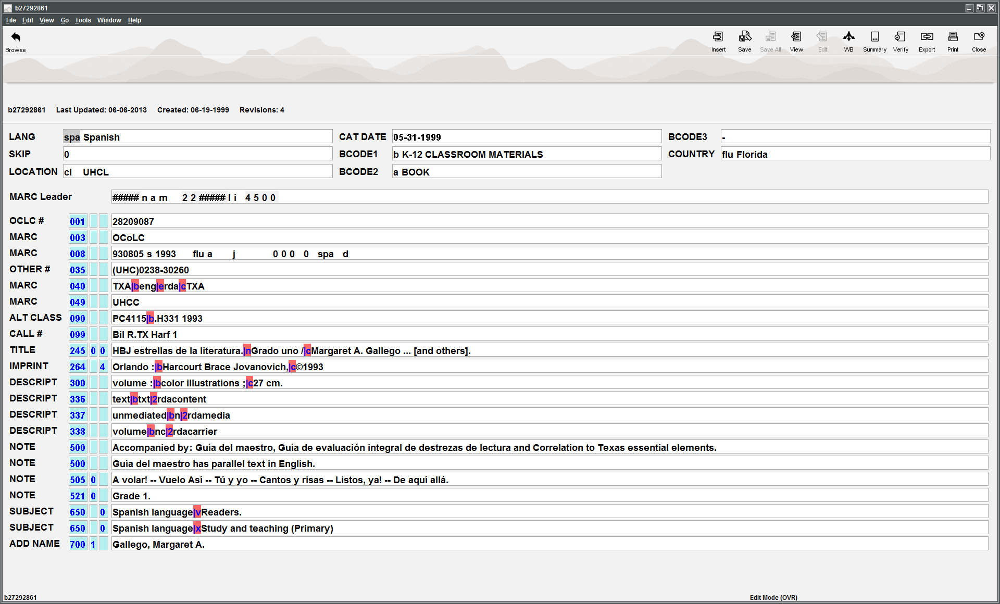 b27292861
File Edit View Go Tools Window Help
Browse Insert Save Save All View Edit WB Summary Verify Export Print Close
b27292861 Last Updated: 06-06-2013 Created: 06-19-1999 Revisions: 4
LANG spa Spanish CAT DATE 05-31-1999 BCODE3 -
SKIP 0 BCODE1 b K-12 CLASSROOM MATERIALS COUNTRY flu Florida
LOCATION cl UHCL BCODE2 a BOOK
MARC Leader #####nam 22#####li 4500
OCLC # 001 28209087
MARC 003 OCoLC
MARC 008 930805 s 1993 flu a j 0 0 0 0 spa d
OTHER # 035 (UHC)0238-30260
MARC 040 TXA|beng|erda|cTXA
MARC 049 UHCC
ALT CLASS 090 PC4115|b.H331 1993
CALL # 099 Bil R.TX Harf 1
TITLE 245 0 0 HBJ estrellas de la literatura.|nGrado uno /|cMargaret A. Gallego ... [and others].
IMPRINT 264 4 Orlando :|bHarcourt Brace Jovanovich,|c©1993
DESCRIPT 300 volume :|bcolor illustrations ;|c27 cm.
DESCRIPT 336 text|btxt|2rdacontent
DESCRIPT 337 unmediated|bn|2rdamedia
DESCRIPT 338 volume|bnc|2rdacarrier
NOTE 500 Accompanied by: Guía del maestro, Guía de evaluación integral de destrezas de lectura and Correlation to Texas essential elements.
NOTE 500 Guía del maestro has parallel text in English.
NOTE 505 0 A volar! -- Vuelo Así -- Tú y yo -- Cantos y risas -- Listos, ya! -- De aquí allá.
NOTE 521 0 Grade 1.
SUBJECT 650 0 Spanish language|vReaders.
SUBJECT 650 0 Spanish language|xStudy and teaching (Primary)
ADD NAME 700 1 Gallego, Margaret A.
b27292861 Edit Mode (OVR)